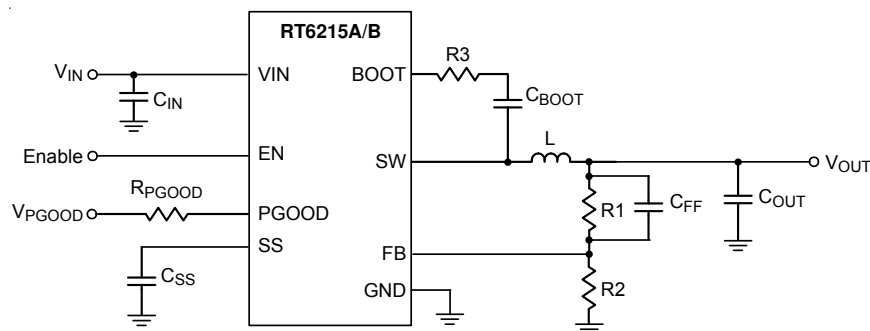 RT6215A/B
VIN
VIN
CIN
BOOT
R3
CBOOT
Enable
EN
SW
L
VOUT
RPGOOD
VPGOOD
PGOOD
R1
CFF
COUT
SS
FB
CSS
GND
R2